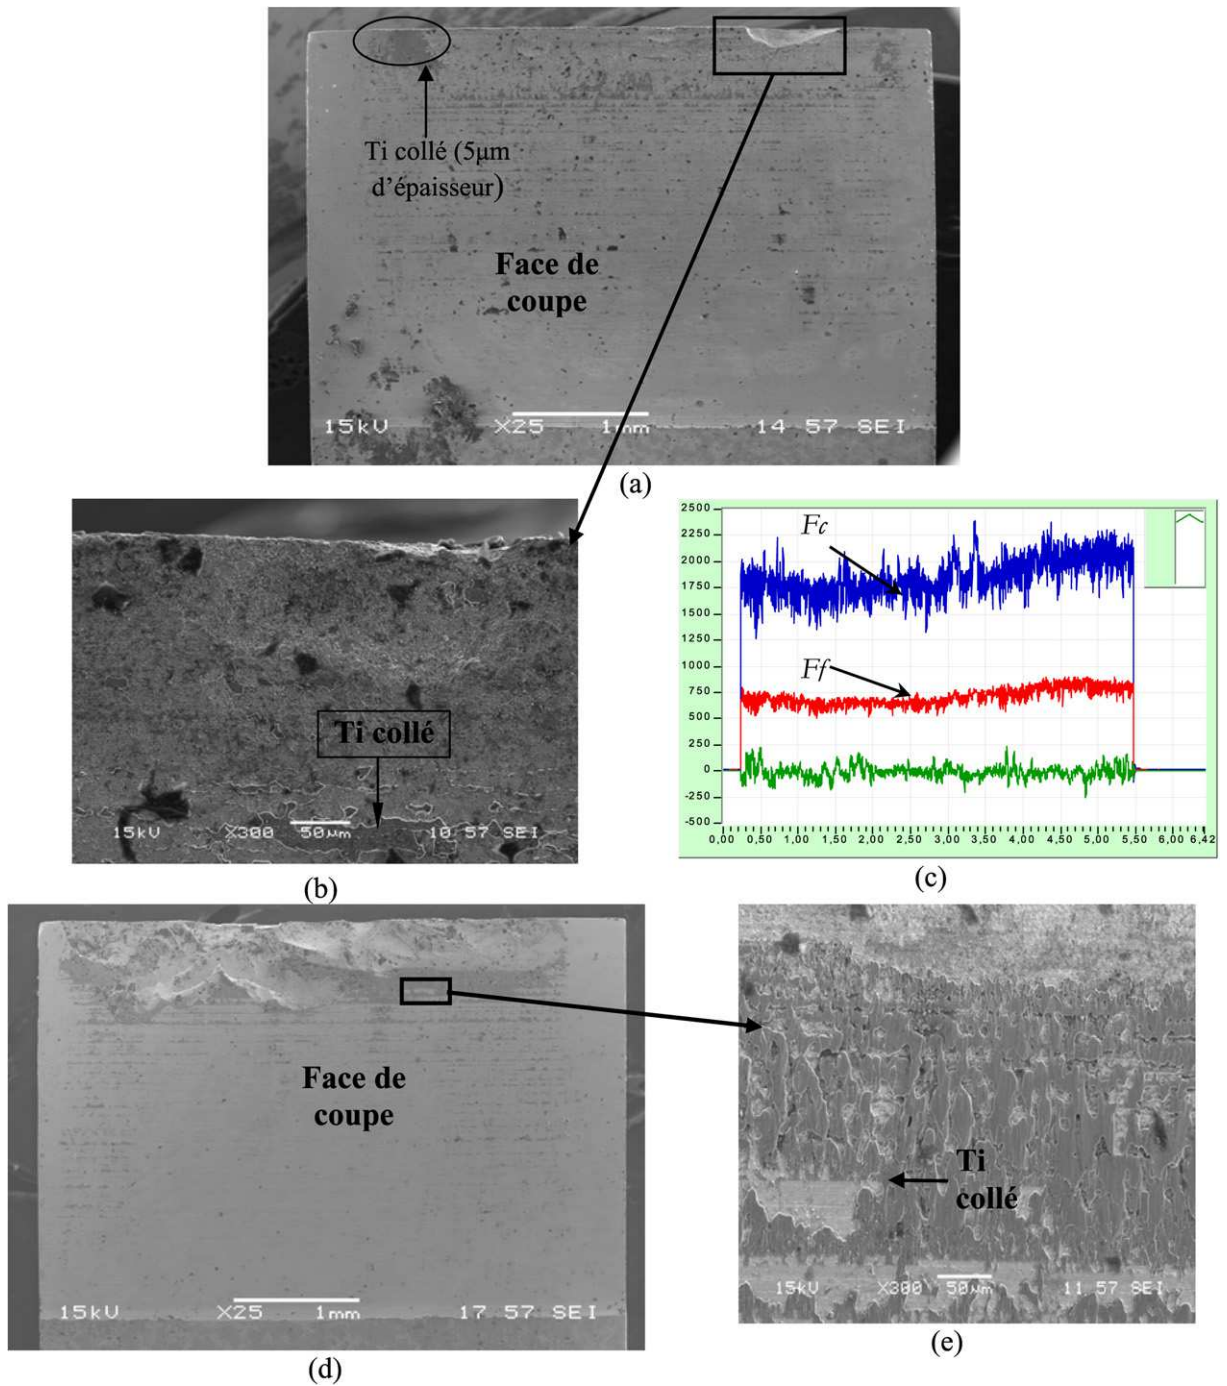 Ti collé (5µm
d'épaisseur)
Face de
coupe
15kV X25 1mm 14 57 SEI
(a)
Ti collé
15kV X300 50µm 10 57 SEI
(b)
2500
2250
2000
1750
1500
1250
1000
750
500
250
0
-250
-500
Fc
Ff
0,00 0,50 1,00 1,50 2,00 2,50 3,00 3,50 4,00 4,50 5,00 5,50 6,00 6,42
(c)
Face de
coupe
15kV X25 1mm 17 57 SEI
(d)
Ti
collé
15kV X300 50µm 11 57 SEI
(e)